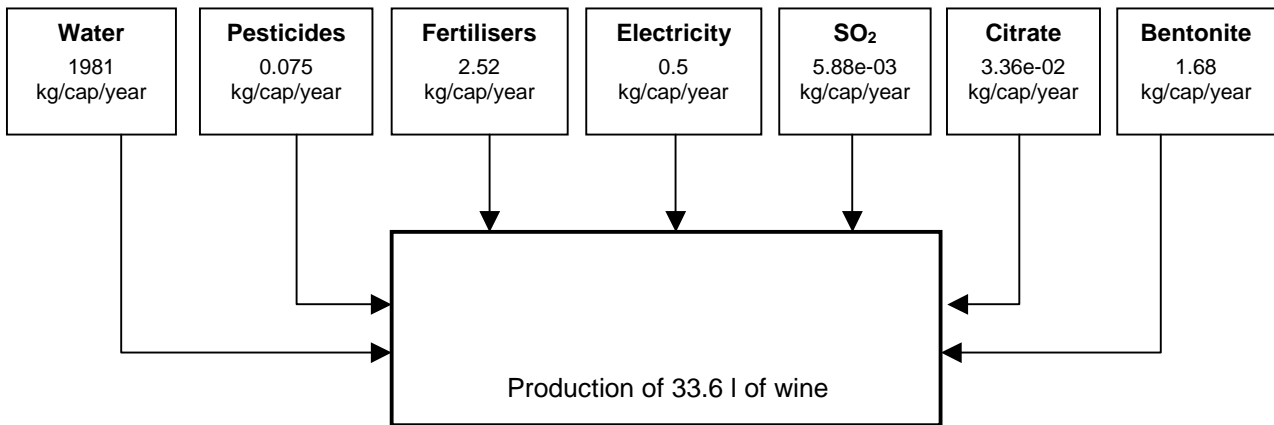 Water
1981
kg/cap/year
Pesticides
0.075
kg/cap/year
Fertilisers
2.52
kg/cap/year
Electricity
0.5
kg/cap/year
SO₂
5.88e-03
kg/cap/year
Citrate
3.36e-02
kg/cap/year
Bentonite
1.68
kg/cap/year
Production of 33.6 l of wine